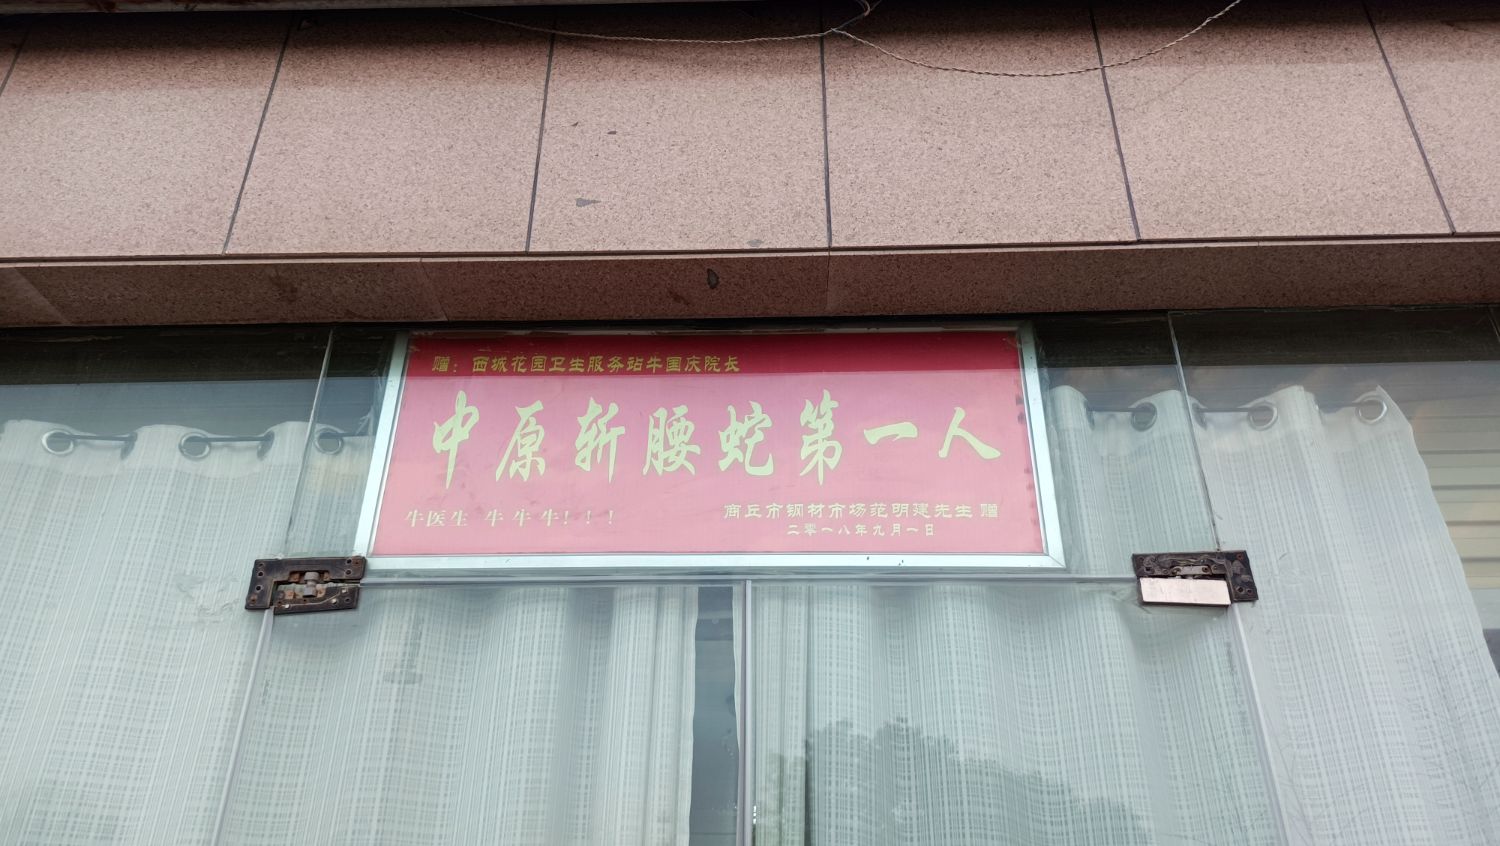 赠：西城花园卫生服务站牛国庆院长
中原斩腰蛇第一人
牛医生 牛 牛 牛！！！
商丘市钢材市场范明建先生 赠
二零一八年九月一日